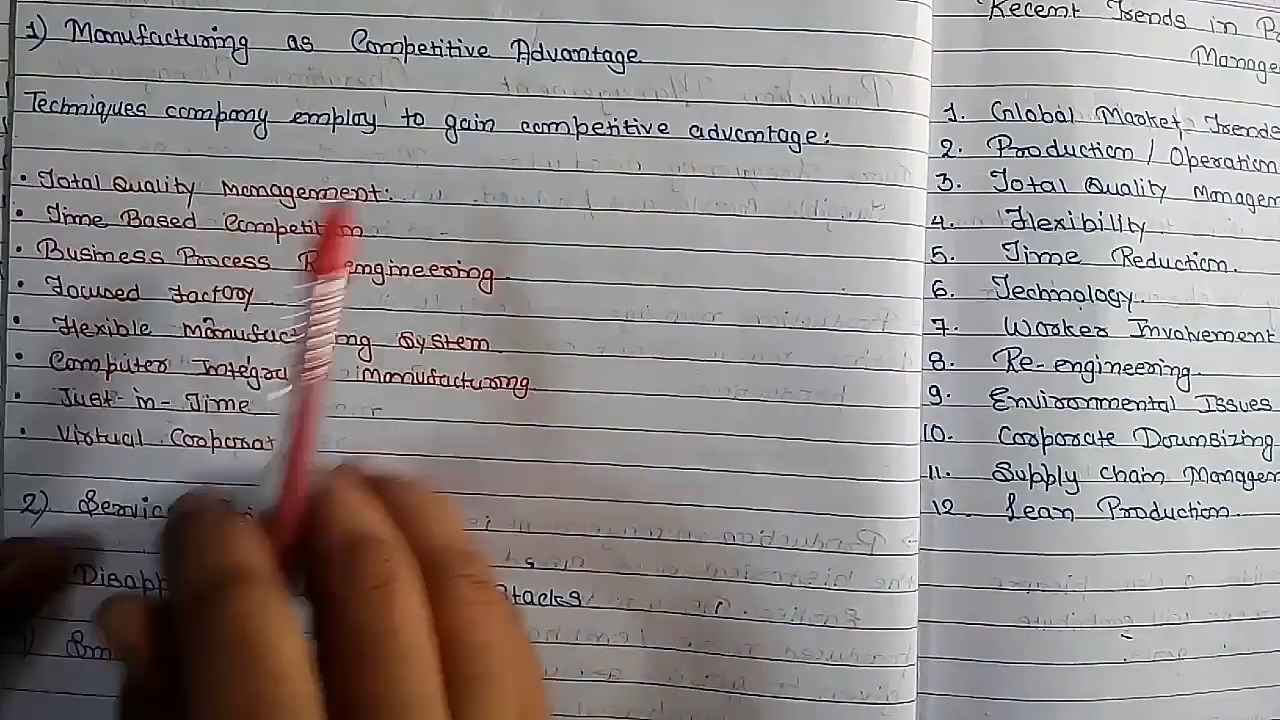 1) Manufacturing as Competitive Advantage
Techniques company employ to gain competitive advantage:
• Total Quality Management:
• Time Based
• Business Process
• Focused Factory
• Flexible System
• Computer Manufacturing
• Just-in-Time
• Virtual
2)
Recent Trends in
1. Global Market Trends
2. Production / Operation
3. Total Quality
4. Flexibility
5. Time Reduction.
6. Technology.
7. Worker Involvement
8. Re-engineering
9. Environmental Issues
10. Corporate Downsizing
11. Supply Chain
12. Lean Production.